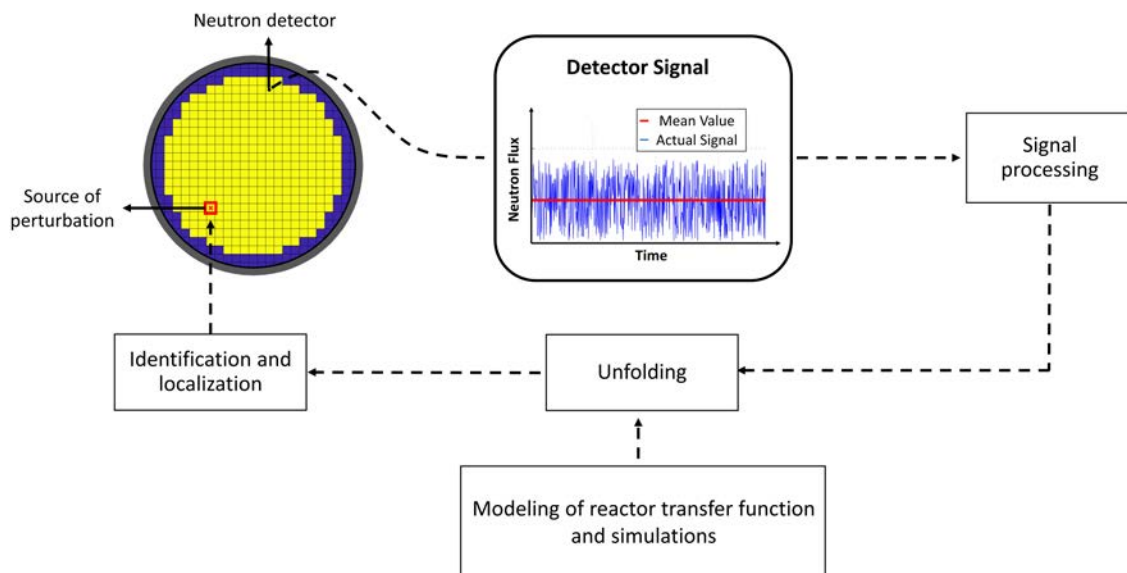 Neutron detector
Detector Signal
Mean Value
Actual Signal
Neutron Flux
Time
Signal
processing
Source of
perturbation
Identification and
localization
Unfolding
Modeling of reactor transfer function
and simulations